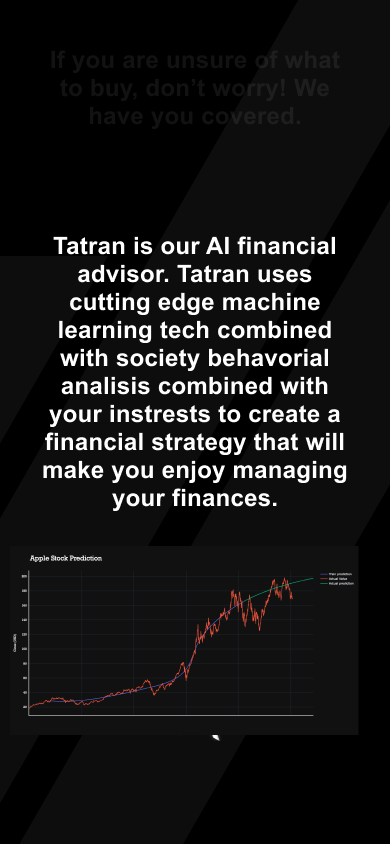 If you are unsure of what
to buy, don't worry! We
have you covered.
Tatran is our AI financial
advisor. Tatran uses
cutting edge machine
learning tech combined
with society behavorial
analisis combined with
your instrests to create a
financial strategy that will
make you enjoy managing
your finances.
Apple Stock Prediction